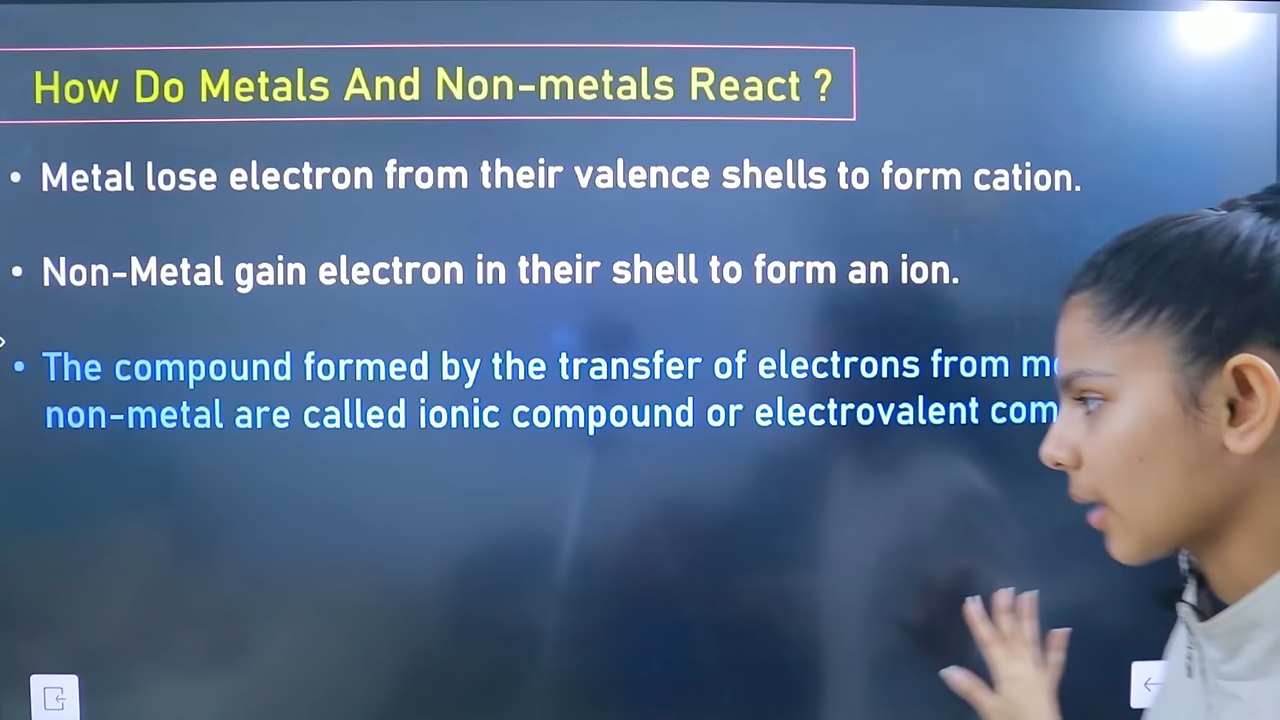 How Do Metals And Non-metals React ?
• Metal lose electron from their valence shells to form cation.
• Non-Metal gain electron in their shell to form an ion.
• The compound formed by the transfer of electrons from
non-metal are called ionic compound or electrovalent